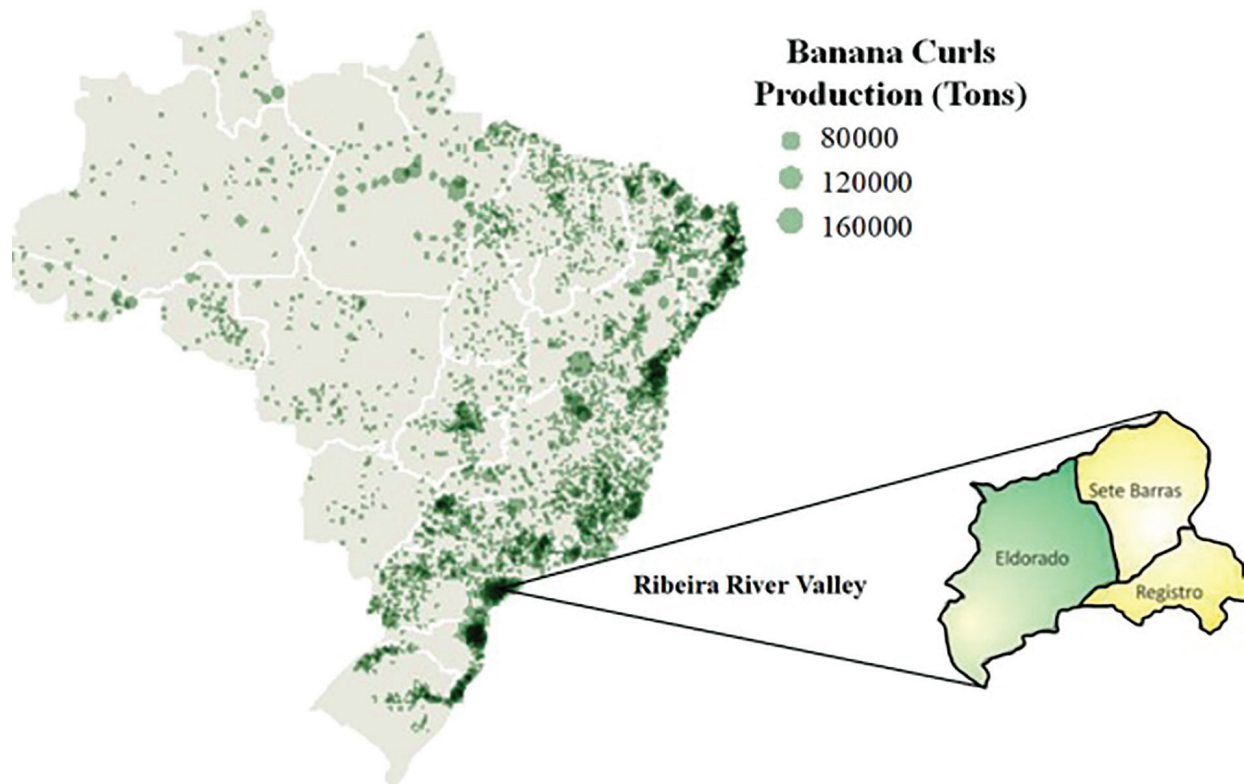 Banana Curls
Production (Tons)
80000
120000
160000
Sete Barras
Eldorado
Ribeira River Valley
Registro